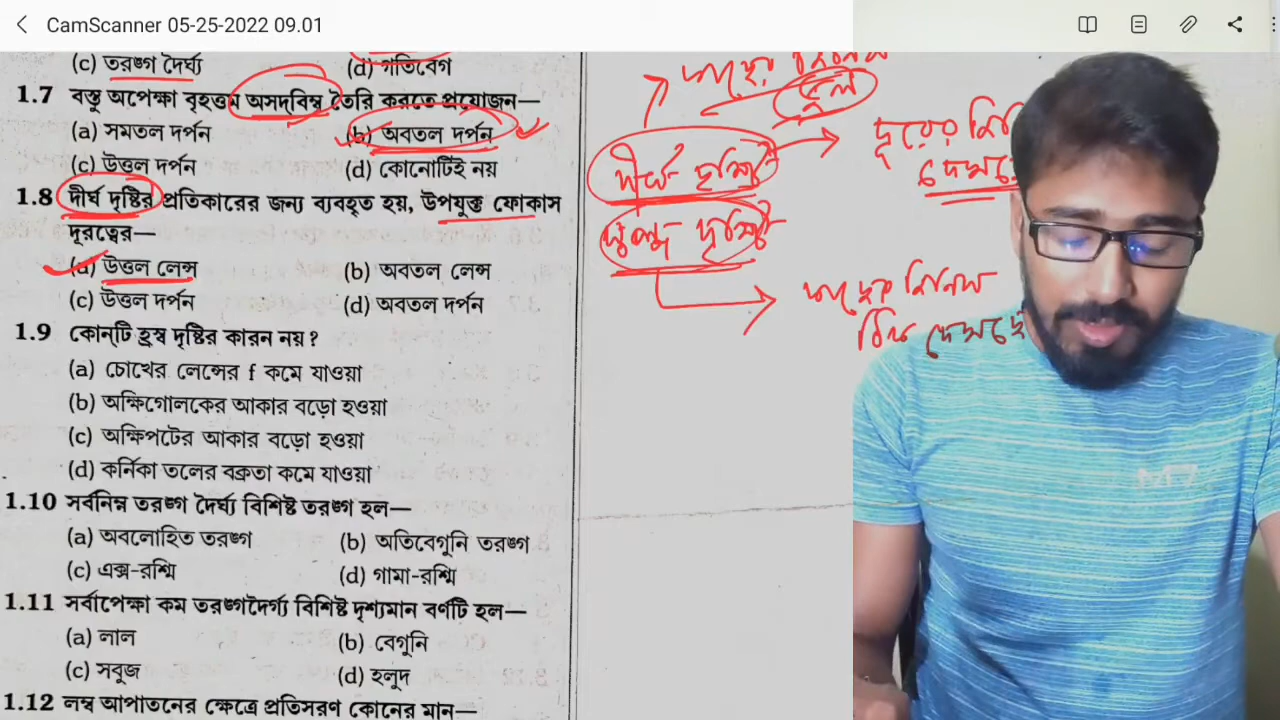 CamScanner 05-25-2022 09.01
(c) তরঙ্গ দৈর্ঘ্য (d) গতিবেগ
1.7 বস্তু অপেক্ষা বৃহত্তম অসদ্‌বিম্ব তৈরি করতে প্রয়োজন—
(a) সমতল দর্পন (b) অবতল দর্পন
(c) উত্তল দর্পন (d) কোনোটিই নয়
1.8 দীর্ঘ দৃষ্টির প্রতিকারের জন্য ব্যবহৃত হয়, উপযুক্ত ফোকাস
দূরত্বের—
(a) উত্তল লেন্স (b) অবতল লেন্স
(c) উত্তল দর্পন (d) অবতল দর্পন
1.9 কোন্‌টি হ্রস্ব দৃষ্টির কারন নয় ?
(a) চোখের লেন্সের f কমে যাওয়া
(b) অক্ষিগোলকের আকার বড়ো হওয়া
(c) অক্ষিপটের আকার বড়ো হওয়া
(d) কর্নিকা তলের বক্রতা কমে যাওয়া
1.10 সর্বনিম্ন তরঙ্গ দৈর্ঘ্য বিশিষ্ট তরঙ্গ হল—
(a) অবলোহিত তরঙ্গ (b) অতিবেগুনি তরঙ্গ
(c) এক্স-রশ্মি (d) গামা-রশ্মি
1.11 সর্বাপেক্ষা কম তরঙ্গদৈর্গ্য বিশিষ্ট দৃশ্যমান বর্ণটি হল—
(a) লাল (b) বেগুনি
(c) সবুজ (d) হলুদ
1.12 লম্ব আপাতনের ক্ষেত্রে প্রতিসরণ কোনের মান—
দীর্ঘ দৃষ্টি
দূরের
স্বল্প দৃষ্টি
জিনিস
ঠিক দেখছে